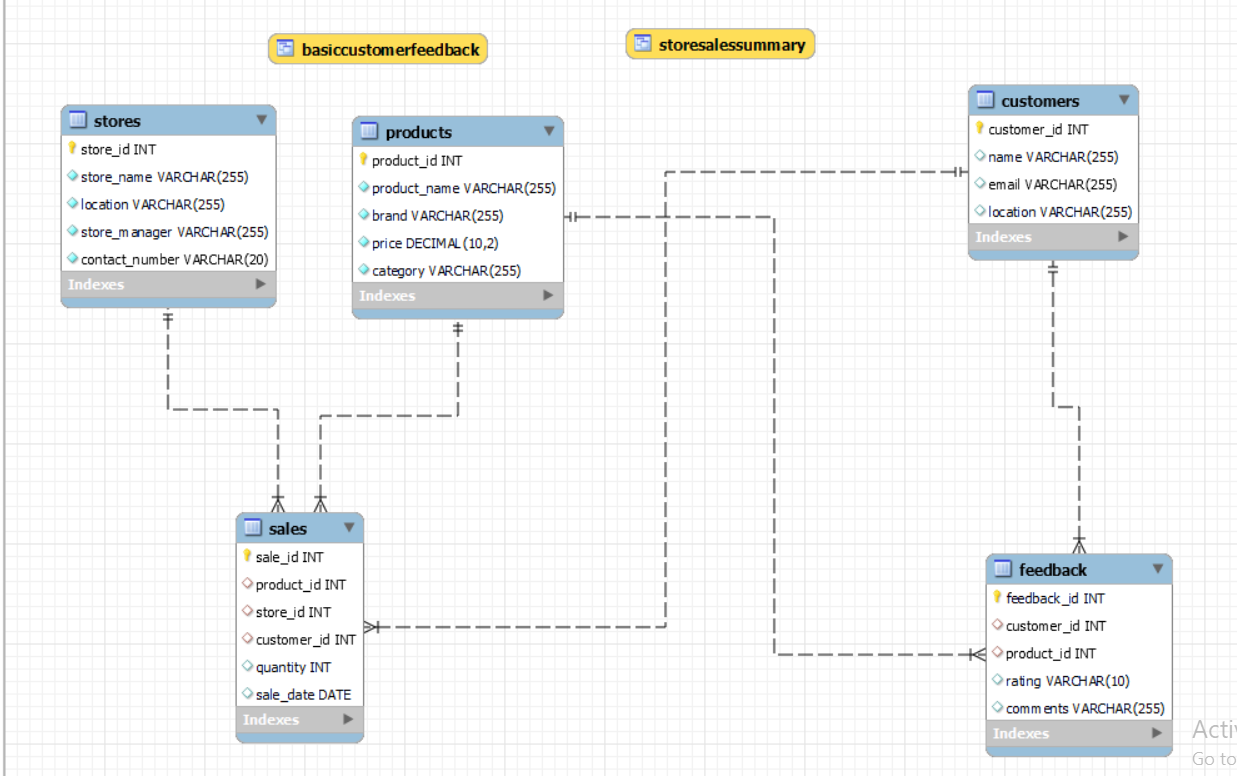 basiccustomerfeedback
storesalessummary
stores
store_id INT
store_name VARCHAR(255)
location VARCHAR(255)
store_manager VARCHAR(255)
contact_number VARCHAR(20)
Indexes
products
product_id INT
product_name VARCHAR(255)
brand VARCHAR(255)
price DECIMAL(10,2)
category VARCHAR(255)
Indexes
customers
customer_id INT
name VARCHAR(255)
email VARCHAR(255)
location VARCHAR(255)
Indexes
sales
sale_id INT
product_id INT
store_id INT
customer_id INT
quantity INT
sale_date DATE
Indexes
feedback
feedback_id INT
customer_id INT
product_id INT
rating VARCHAR(10)
comments VARCHAR(255)
Indexes
Go to